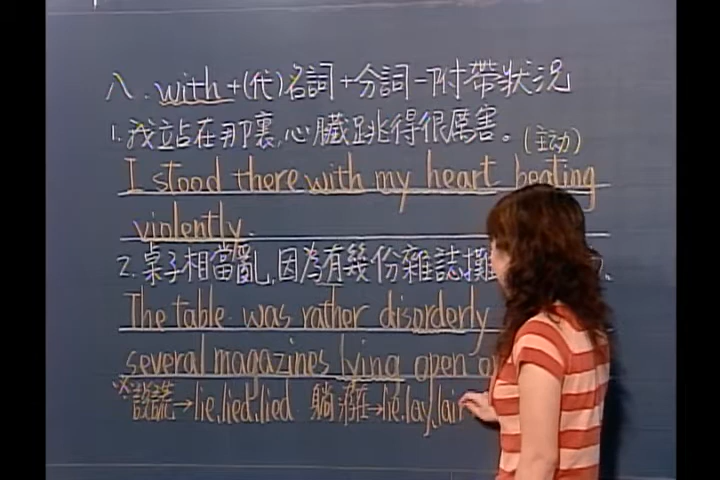 八. with+(代)名詞+分詞-附帶狀況
1. 我站在那裏,心臟跳得很厲害。(主动)
I stood there with my heart beating
violently.
2. 桌子相當亂,因為有幾份雜誌攤
The table was rather disorderly
several magazines lying open
※說謊→lie,lied,lied 躺 攤→lie,lay,lain